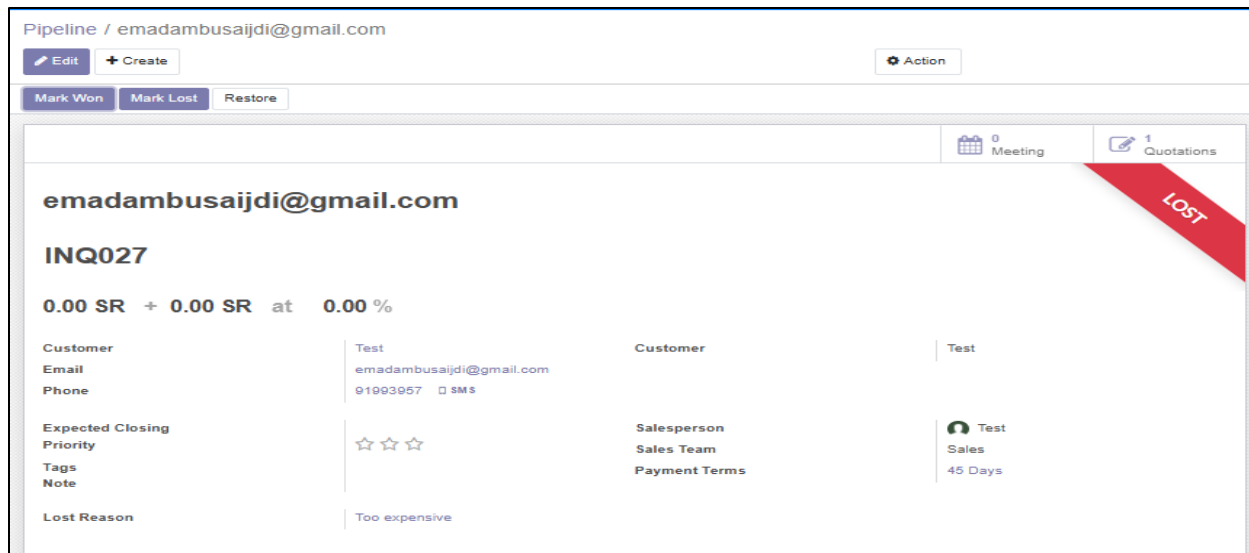 Pipeline / emadambusaijdi@gmail.com
Edit + Create Action
Mark Won Mark Lost Restore
0 Meeting 1 Quotations
LOST
emadambusaijdi@gmail.com
INQ027
0.00 SR + 0.00 SR at 0.00 %
Customer Test Customer Test
Email emadambusaijdi@gmail.com
Phone 91993957 SMS
Expected Closing Salesperson Test
Priority Sales Team Sales
Tags Payment Terms 45 Days
Note
Lost Reason Too expensive